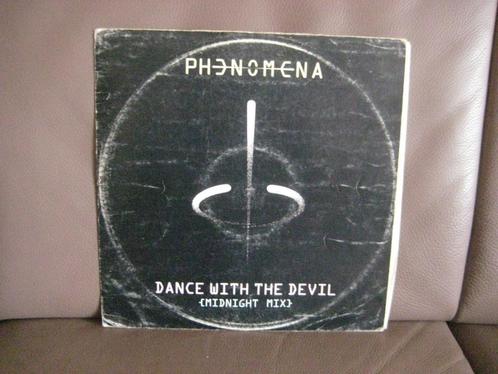 PHENOMENA
DANCE WITH THE DEVIL
{MIDNIGHT MIX}